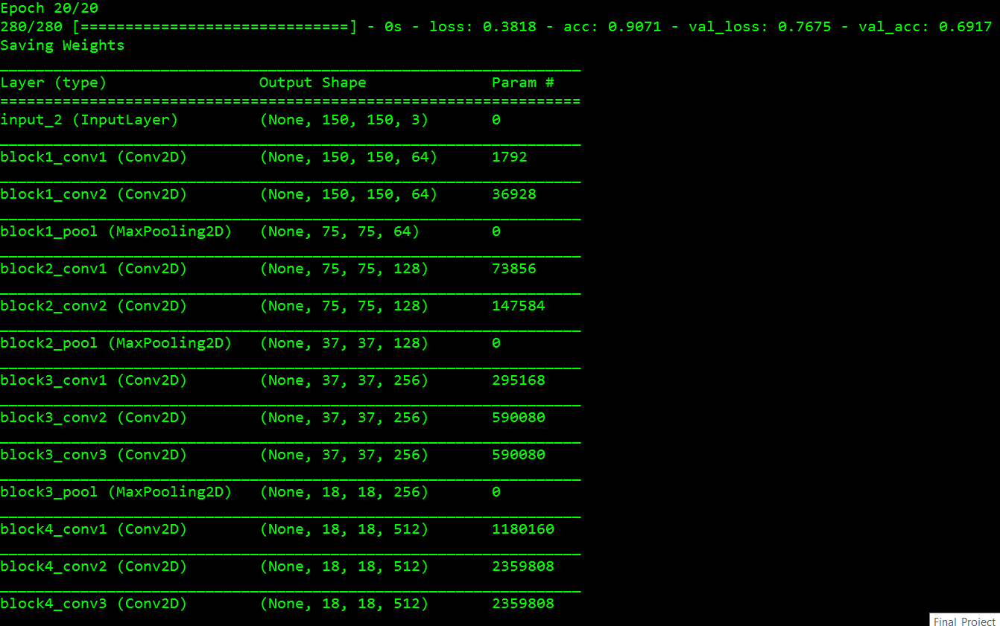 Epoch 20/20
280/280 [==============================] - 0s - loss: 0.3818 - acc: 0.9071 - val_loss: 0.7675 - val_acc: 0.6917
Saving Weights
_________________________________________________________________
Layer (type)                 Output Shape              Param #
=================================================================
input_2 (InputLayer)         (None, 150, 150, 3)       0
_________________________________________________________________
block1_conv1 (Conv2D)        (None, 150, 150, 64)      1792
_________________________________________________________________
block1_conv2 (Conv2D)        (None, 150, 150, 64)      36928
_________________________________________________________________
block1_pool (MaxPooling2D)   (None, 75, 75, 64)        0
_________________________________________________________________
block2_conv1 (Conv2D)        (None, 75, 75, 128)       73856
_________________________________________________________________
block2_conv2 (Conv2D)        (None, 75, 75, 128)       147584
_________________________________________________________________
block2_pool (MaxPooling2D)   (None, 37, 37, 128)       0
_________________________________________________________________
block3_conv1 (Conv2D)        (None, 37, 37, 256)       295168
_________________________________________________________________
block3_conv2 (Conv2D)        (None, 37, 37, 256)       590080
_________________________________________________________________
block3_conv3 (Conv2D)        (None, 37, 37, 256)       590080
_________________________________________________________________
block3_pool (MaxPooling2D)   (None, 18, 18, 256)       0
_________________________________________________________________
block4_conv1 (Conv2D)        (None, 18, 18, 512)       1180160
_________________________________________________________________
block4_conv2 (Conv2D)        (None, 18, 18, 512)       2359808
_________________________________________________________________
block4_conv3 (Conv2D)        (None, 18, 18, 512)       2359808
Final Project